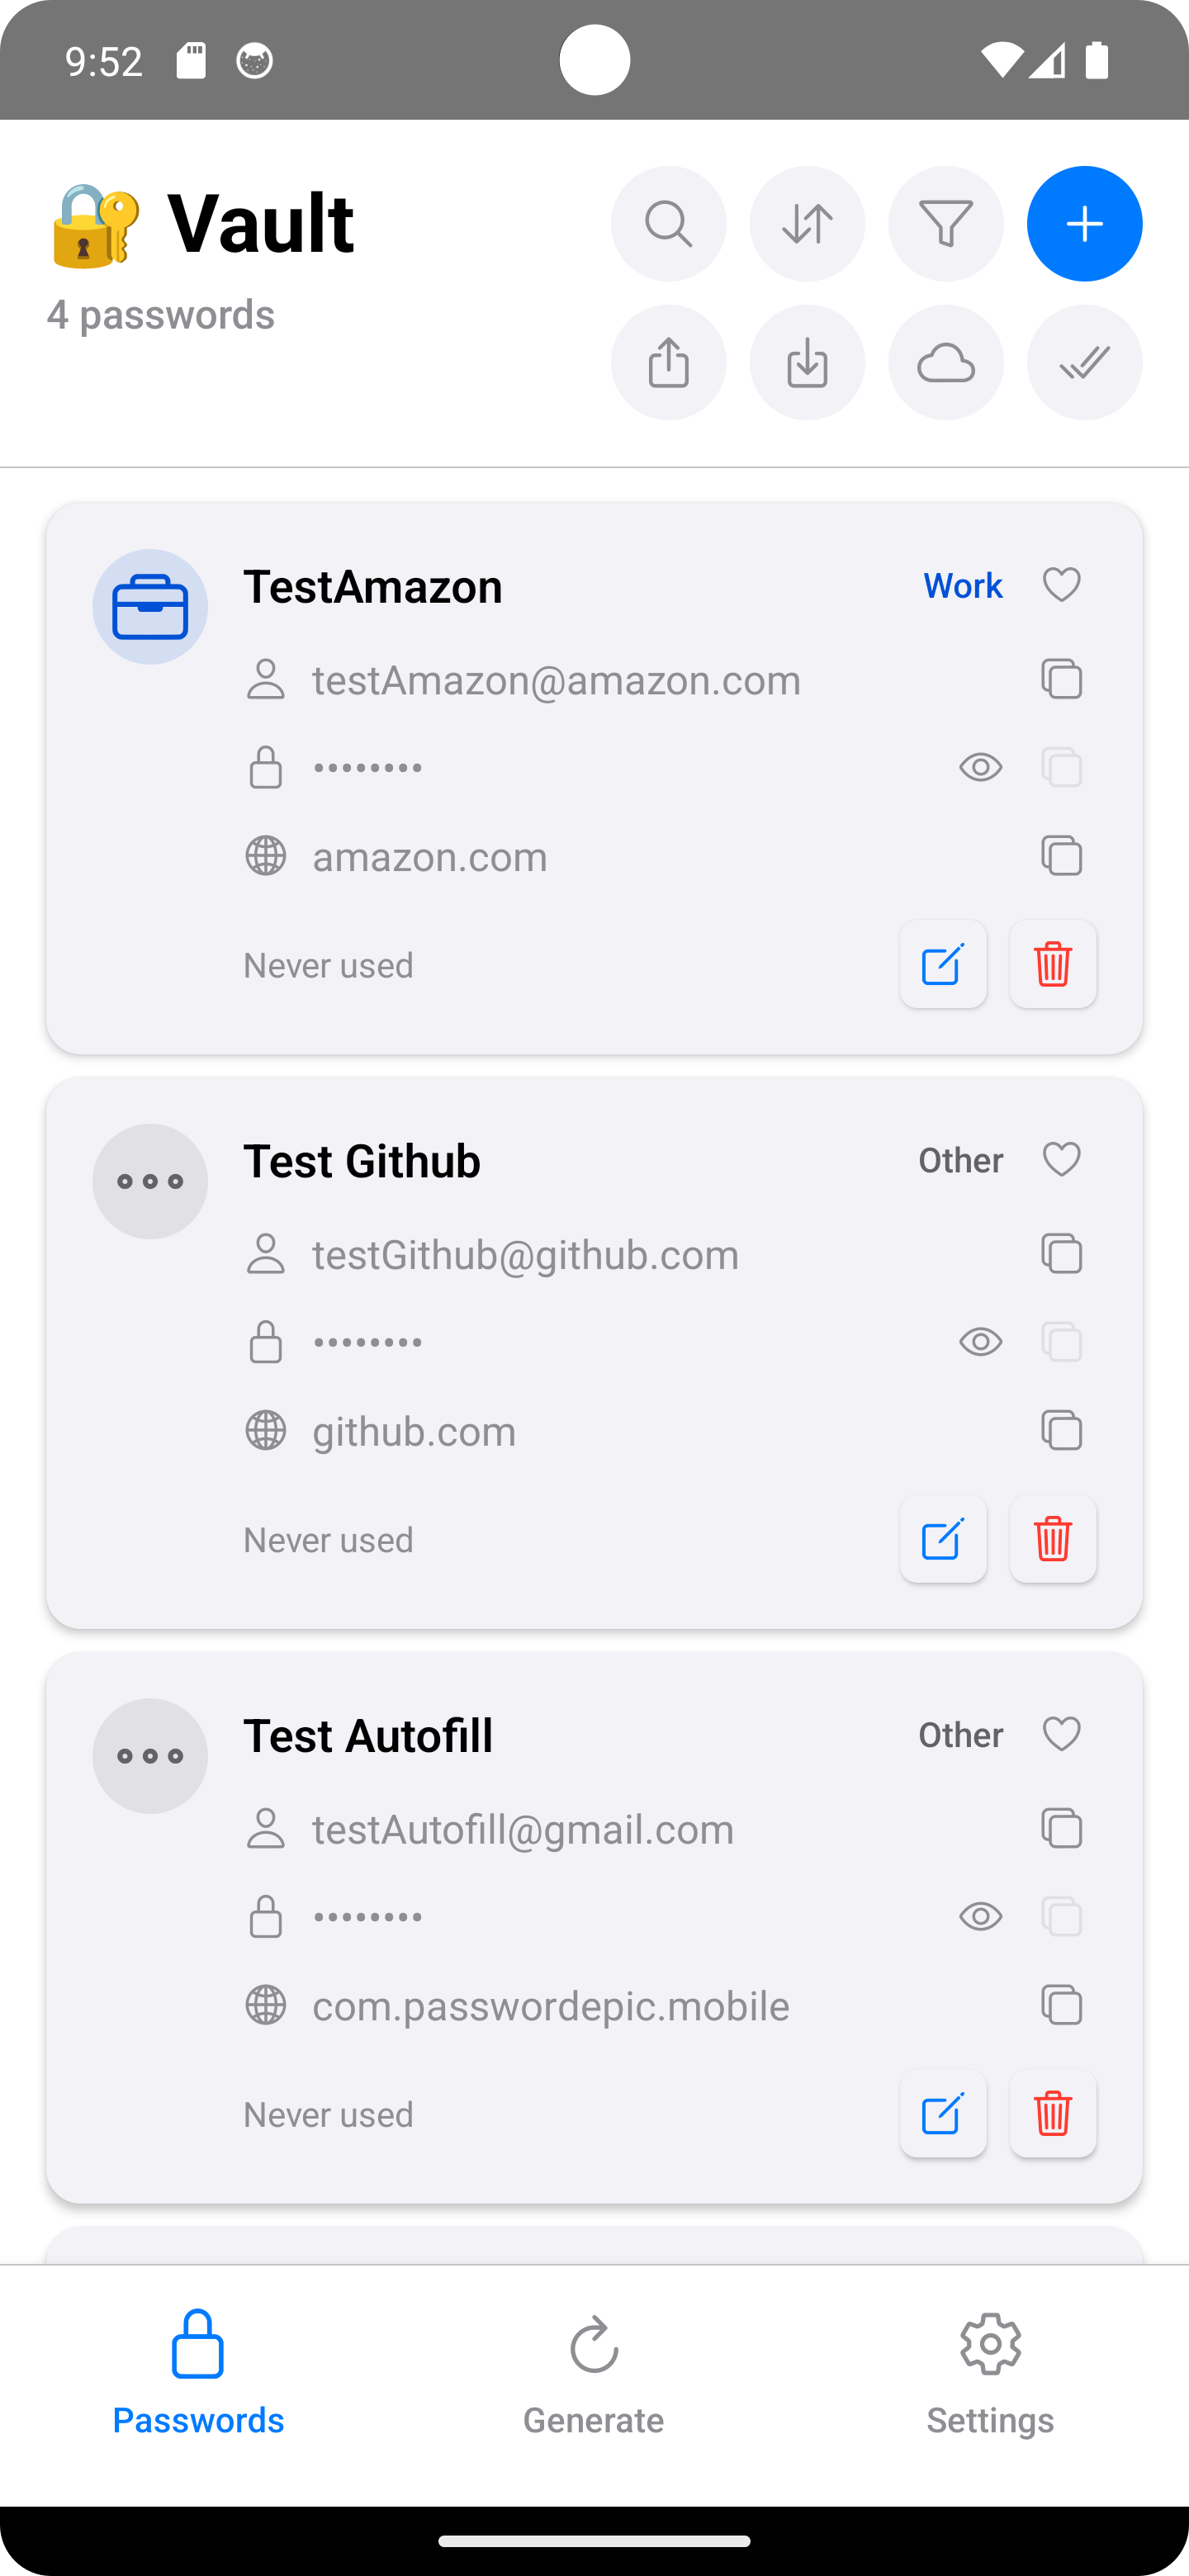 9:52
🔐 Vault
4 passwords
TestAmazon
Work
testAmazon@amazon.com
••••••••
amazon.com
Never used
Test Github
Other
testGithub@github.com
••••••••
github.com
Never used
Test Autofill
Other
testAutofill@gmail.com
••••••••
com.passwordepic.mobile
Never used
Passwords
Generate
Settings